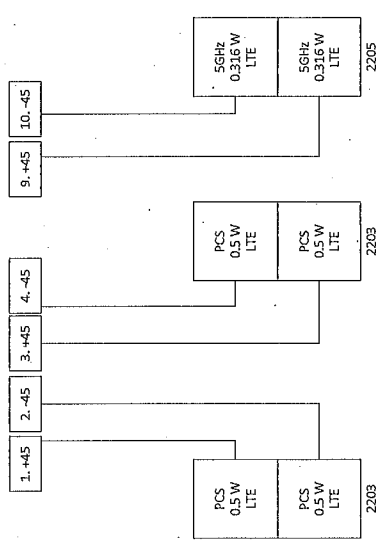 1. +45
2. -45
3. +45
4. -45
9. +45
10. -45
PCS
0.5 W
LTE
PCS
0.5 W
LTE
2203
PCS
0.5 W
LTE
PCS
0.5 W
LTE
2203
5GHz
0.316 W
LTE
5GHz
0.316 W
LTE
2205